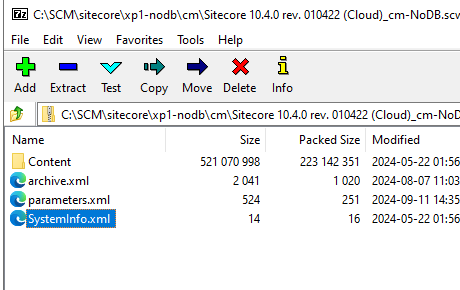 C:\SCM\sitecore\xp1-nodb\cm\Sitecore 10.4.0 rev. 010422 (Cloud)_cm-NoDB.scw
File Edit View Favorites Tools Help
Add Extract Test Copy Move Delete Info
C:\SCM\sitecore\xp1-nodb\cm\Sitecore 10.4.0 rev. 010422 (Cloud)_cm-NoD
Name Size Packed Size Modified
Content 521 070 998 223 142 351 2024-05-22 01:56
archive.xml 2 041 1 020 2024-08-07 11:03
parameters.xml 524 251 2024-09-11 14:35
SystemInfo.xml 14 16 2024-05-22 01:56